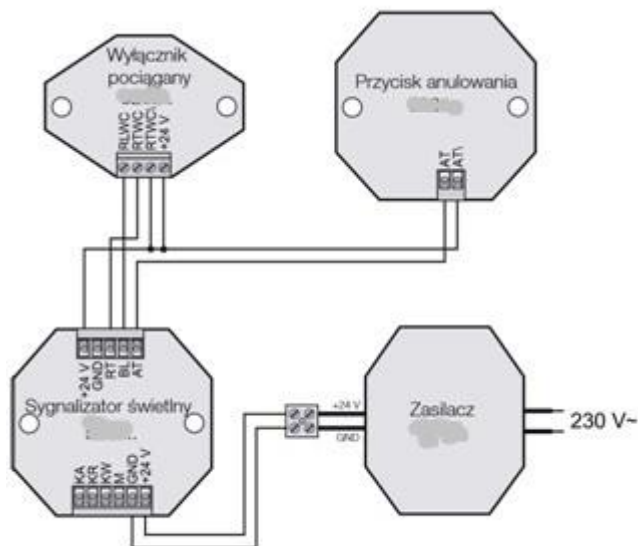 Wyłącznik
pociągany
RLWC
RTWC
RTWC\
+24 V
Przycisk anulowania
AT
AT\
+24 V
GND
RT
BL
AT
Sygnalizator świetlny
KA
KR
KW
M
GND
+24 V
+24 V
GND
Zasilacz
230 V~